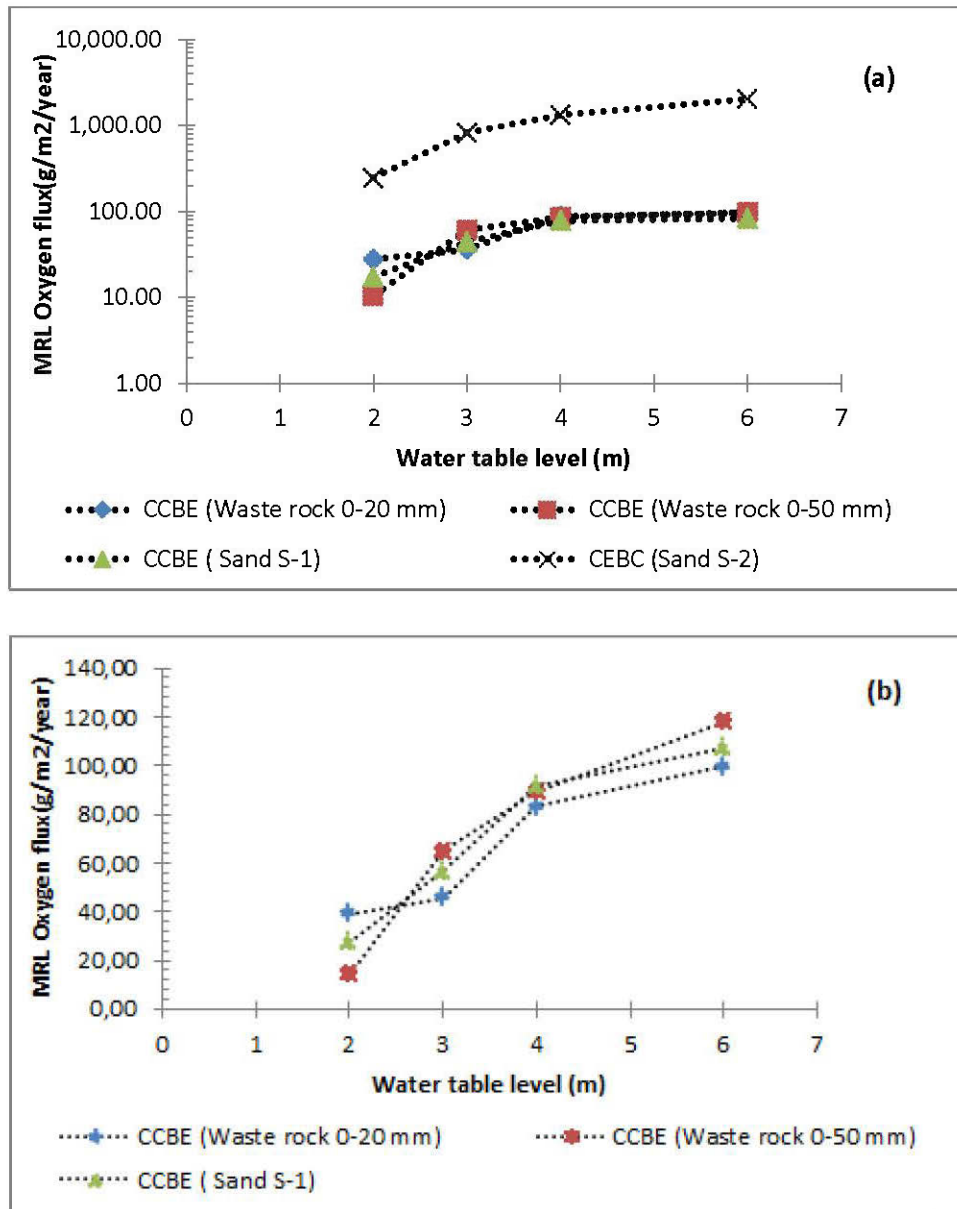 (a)
MRL Oxygen flux(g/m2/year)
10,000.00
1,000.00
100.00
10.00
1.00
0 1 2 3 4 5 6 7
Water table level (m)
CCBE (Waste rock 0-20 mm) CCBE (Waste rock 0-50 mm)
CCBE ( Sand S-1) CEBC (Sand S-2)
(b)
MRL Oxygen flux(g/m2/year)
140,00
120,00
100,00
80,00
60,00
40,00
20,00
0,00
0 1 2 3 4 5 6 7
Water table level (m)
CCBE (Waste rock 0-20 mm) CCBE (Waste rock 0-50 mm)
CCBE ( Sand S-1)